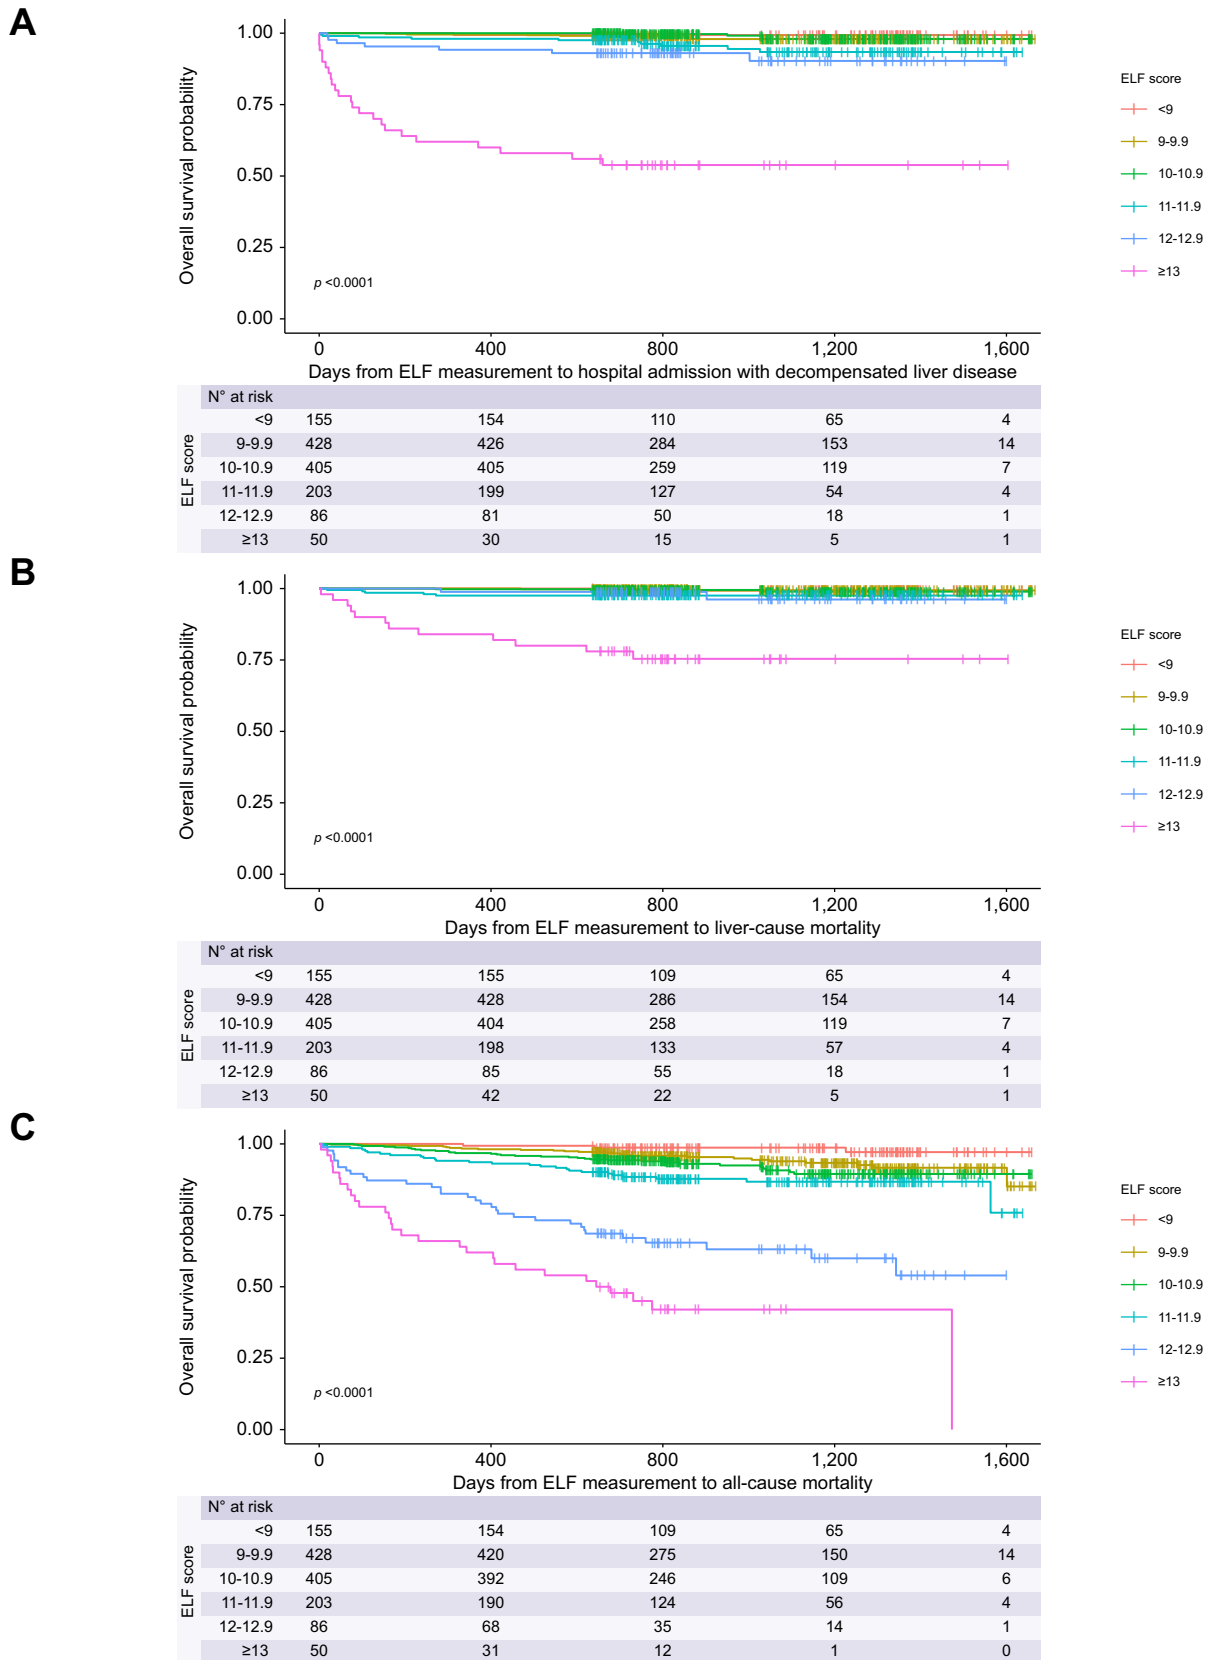 A
Overall survival probability
1.00
0.75
0.50
0.25
0.00
p <0.0001
0 400 800 1,200 1,600
Days from ELF measurement to hospital admission with decompensated liver disease
ELF score
<9
9-9.9
10-10.9
11-11.9
12-12.9
≥13
ELF score
N° at risk
<9 155 154 110 65 4
9-9.9 428 426 284 153 14
10-10.9 405 405 259 119 7
11-11.9 203 199 127 54 4
12-12.9 86 81 50 18 1
≥13 50 30 15 5 1
B
Overall survival probability
1.00
0.75
0.50
0.25
0.00
p <0.0001
0 400 800 1,200 1,600
Days from ELF measurement to liver-cause mortality
ELF score
<9
9-9.9
10-10.9
11-11.9
12-12.9
≥13
ELF score
N° at risk
<9 155 155 109 65 4
9-9.9 428 428 286 154 14
10-10.9 405 404 258 119 7
11-11.9 203 198 133 57 4
12-12.9 86 85 55 18 1
≥13 50 42 22 5 1
C
Overall survival probability
1.00
0.75
0.50
0.25
0.00
p <0.0001
0 400 800 1,200 1,600
Days from ELF measurement to all-cause mortality
ELF score
<9
9-9.9
10-10.9
11-11.9
12-12.9
≥13
ELF score
N° at risk
<9 155 154 109 65 4
9-9.9 428 420 275 150 14
10-10.9 405 392 246 109 6
11-11.9 203 190 124 56 4
12-12.9 86 68 35 14 1
≥13 50 31 12 1 0